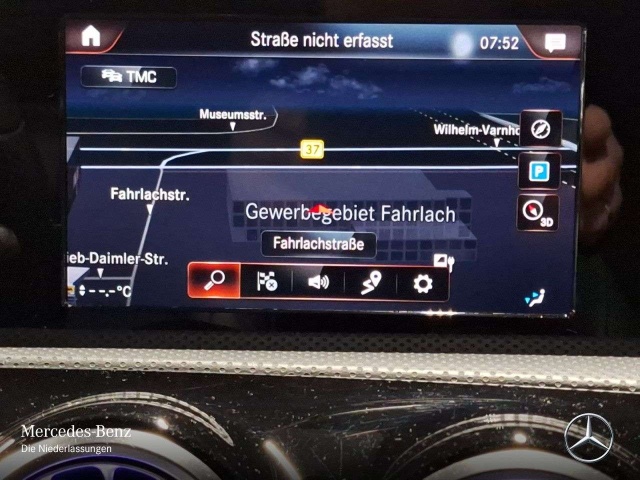 Straße nicht erfasst
07:52
TMC
Museumsstr.
Wilhelm-Varnho
37
P
Fahrlachstr.
3D
Gewerbegebiet Fahrlach
Fahrlachstraße
ieb-Daimler-Str.
--,-°C
Mercedes-Benz
Die Niederlassungen